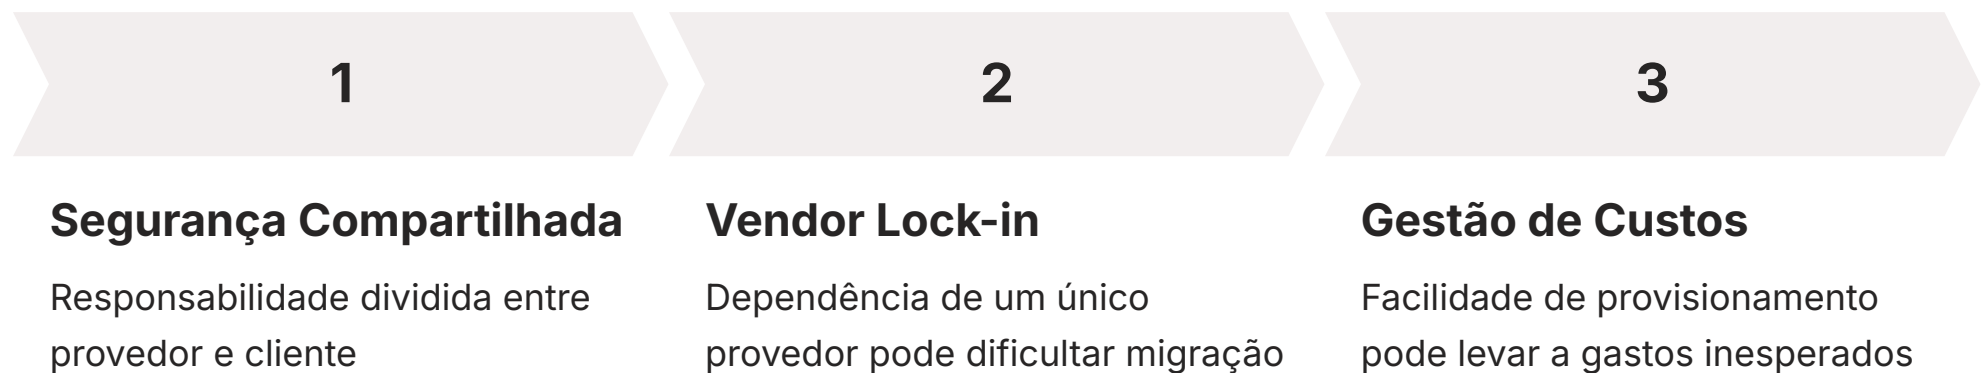 1
2
3
Segurança Compartilhada
Responsabilidade dividida entre
provedor e cliente
Vendor Lock-in
Dependência de um único
provedor pode dificultar migração
Gestão de Custos
Facilidade de provisionamento
pode levar a gastos inesperados